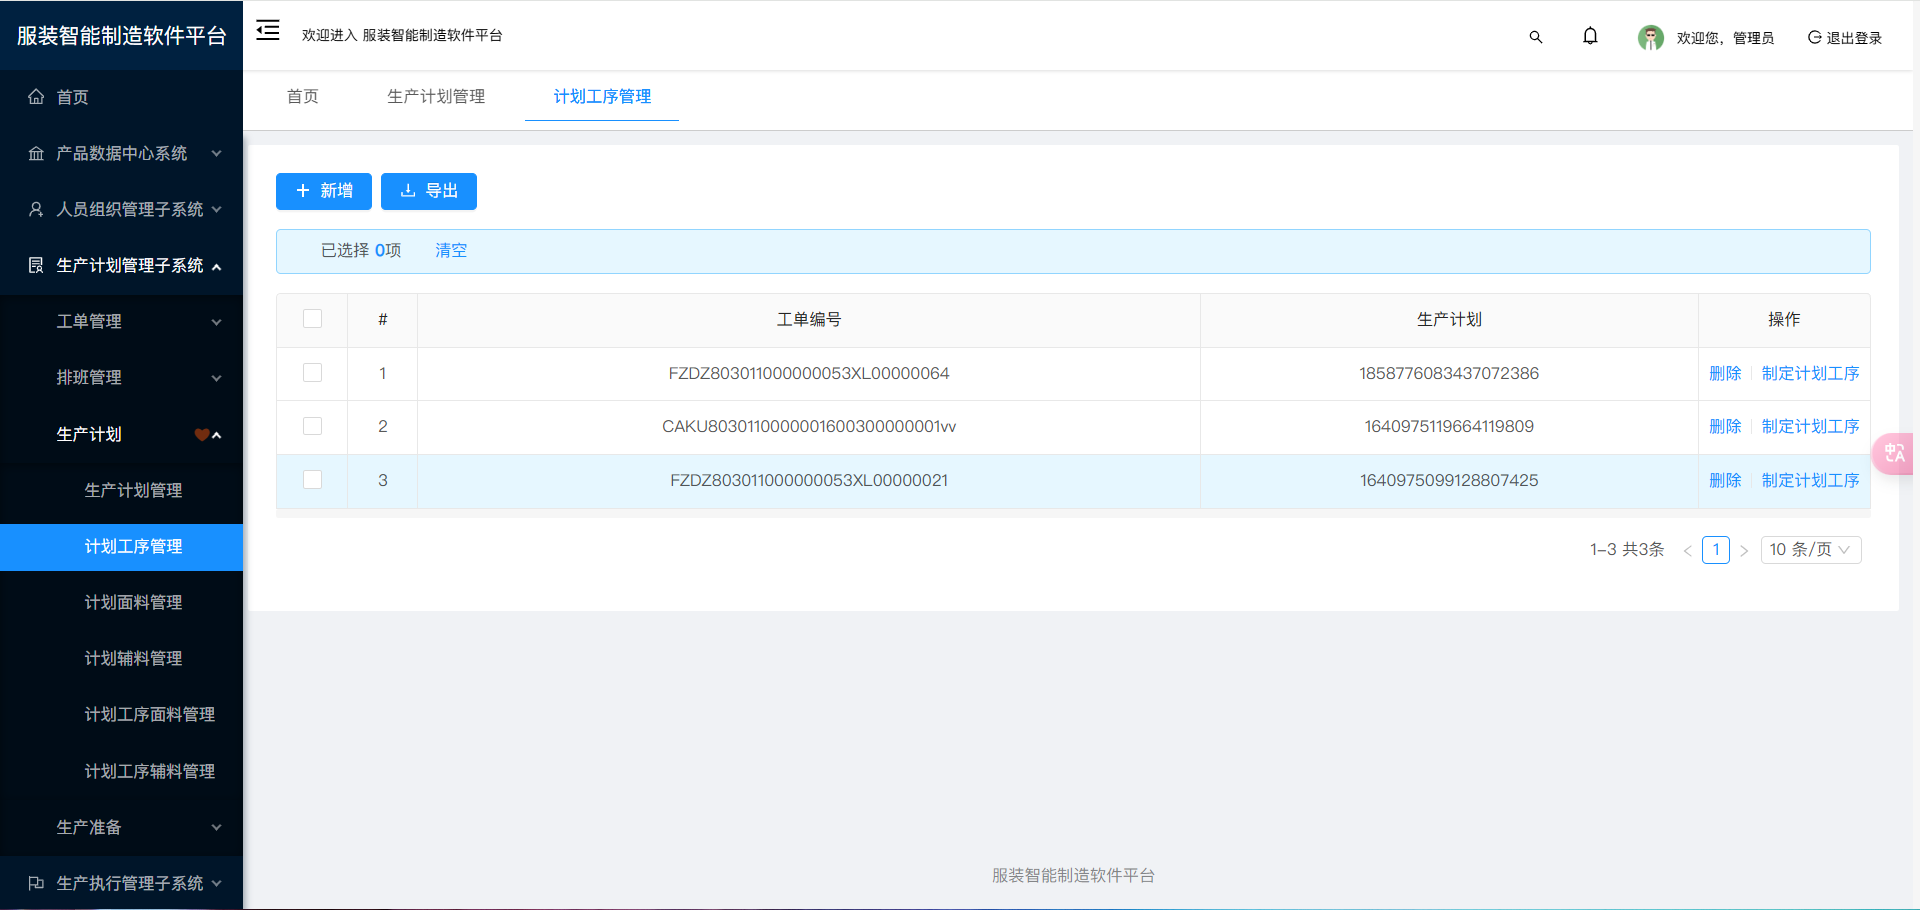 服装智能制造软件平台
欢迎进入 服装智能制造软件平台
欢迎您，管理员
退出登录
首页
产品数据中心系统
人员组织管理子系统
生产计划管理子系统
工单管理
排班管理
生产计划
生产计划管理
计划工序管理
计划面料管理
计划辅料管理
计划工序面料管理
计划工序辅料管理
生产准备
生产执行管理子系统
首页 生产计划管理 计划工序管理
新增 导出
已选择 0项 清空
# 工单编号 生产计划 操作
1 FZDZ803011000000053XL00000064 1858776083437072386 删除 制定计划工序
2 CAKU8030110000001600300000001vv 1640975119664119809 删除 制定计划工序
3 FZDZ803011000000053XL00000021 1640975099128807425 删除 制定计划工序
中A
1-3 共3条 < 1 > 10 条/页
服装智能制造软件平台